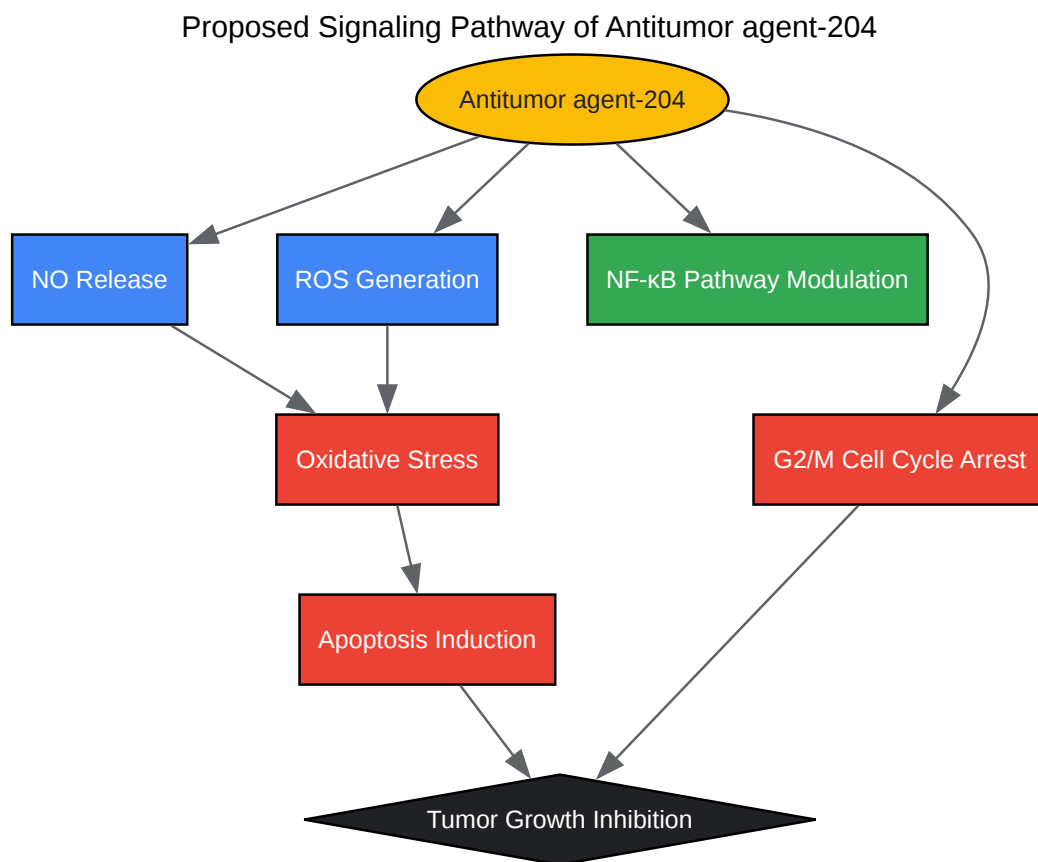 Proposed Signaling Pathway of Antitumor agent-204
Antitumor agent-204
NO Release
ROS Generation
NF-κB Pathway Modulation
Oxidative Stress
G2/M Cell Cycle Arrest
Apoptosis Induction
Tumor Growth Inhibition